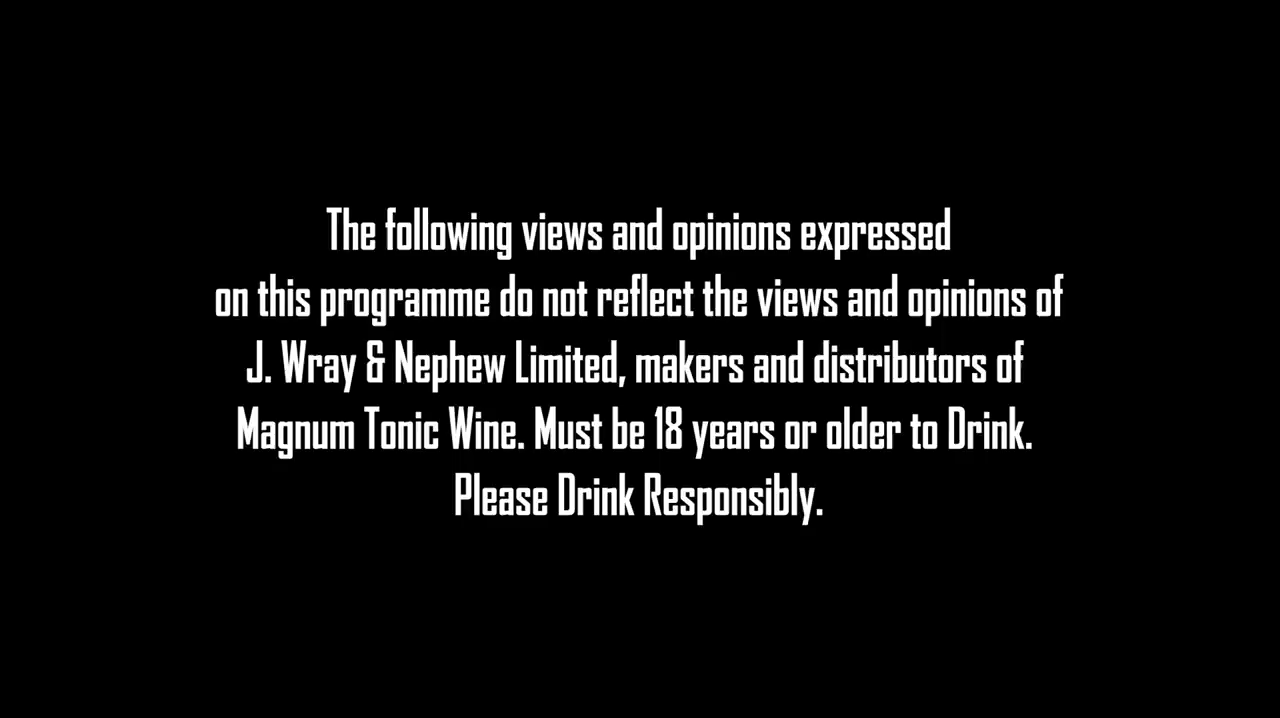 The following views and opinions expressed
on this programme do not reflect the views and opinions of
J. Wray & Nephew Limited, makers and distributors of
Magnum Tonic Wine. Must be 18 years or older to Drink.
Please Drink Responsibly.